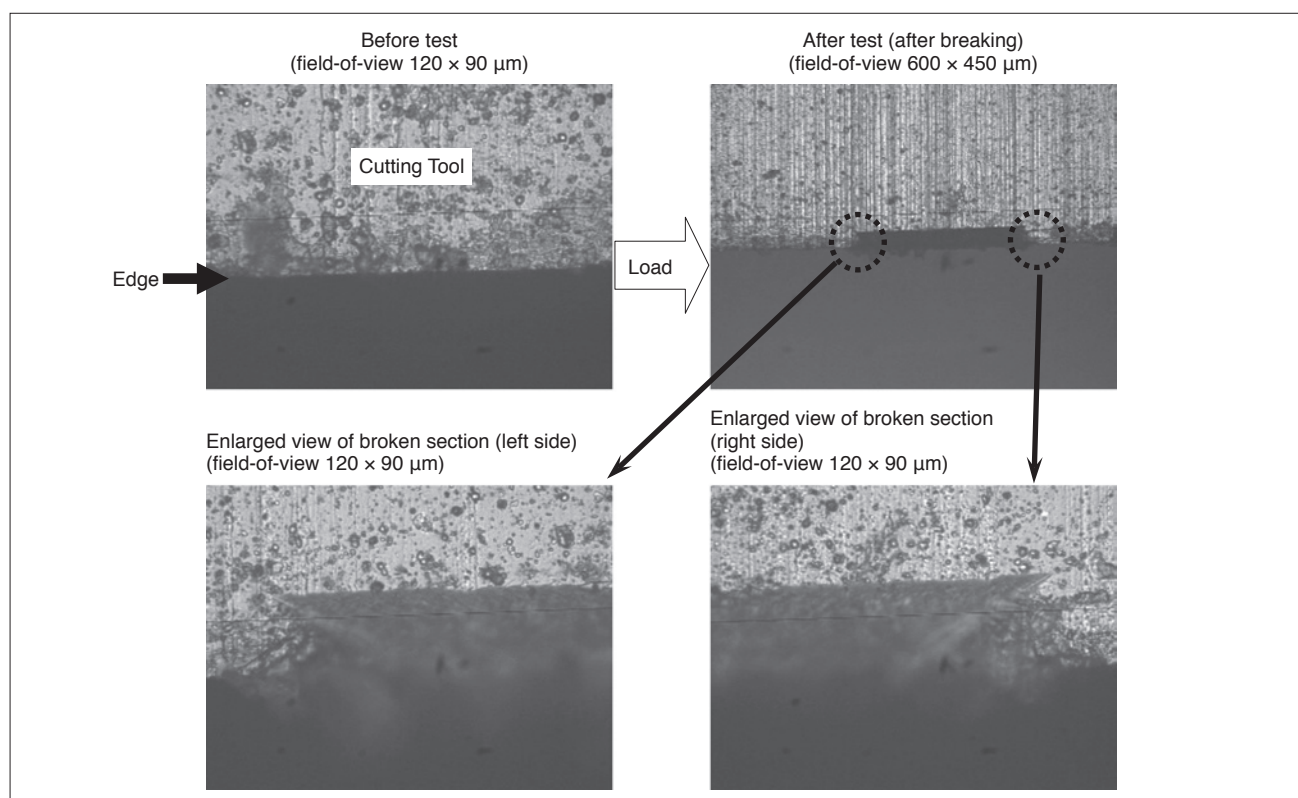 Before test
(field-of-view 120 × 90 µm)
After test (after breaking)
(field-of-view 600 × 450 µm)
Cutting Tool
Edge
Load
Enlarged view of broken section (left side)
(field-of-view 120 × 90 µm)
Enlarged view of broken section
(right side)
(field-of-view 120 × 90 µm)